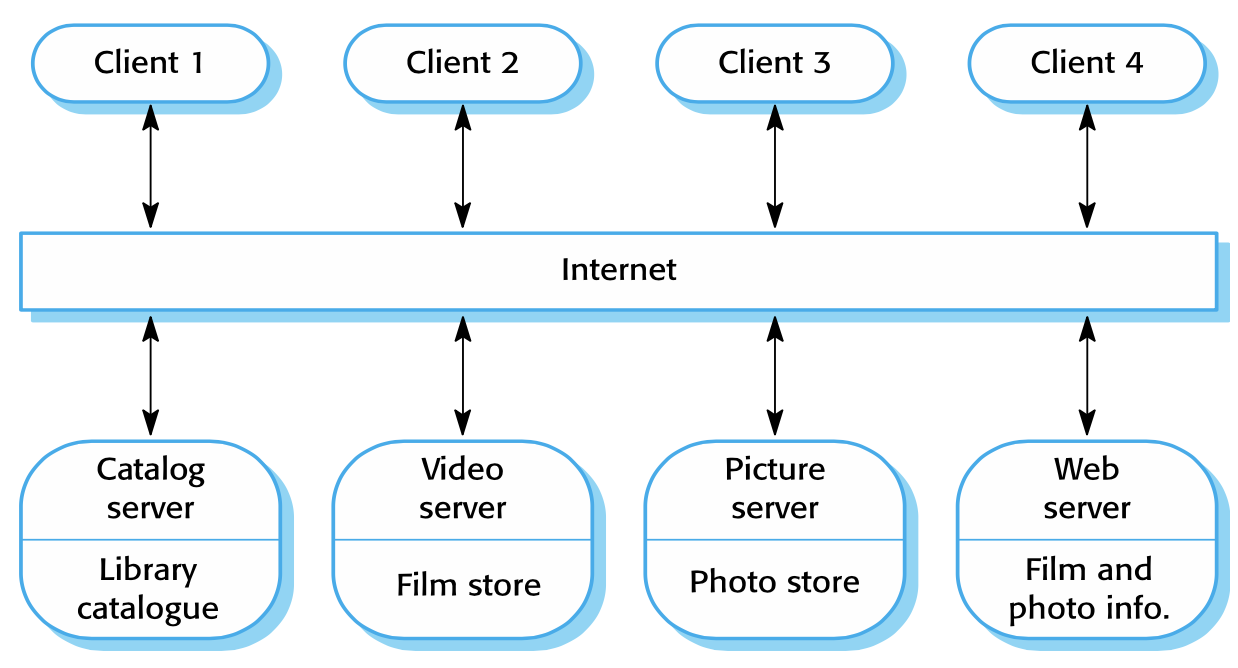 Client 1
Client 2
Client 3
Client 4
Internet
Catalog
server
Library
catalogue
Video
server
Film store
Picture
server
Photo store
Web
server
Film and
photo info.